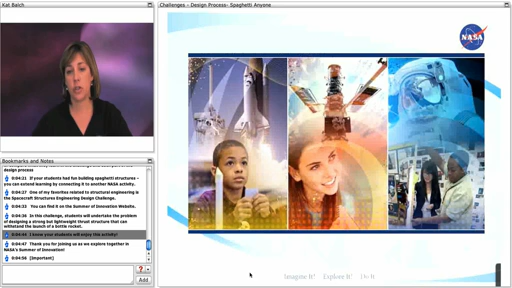 Kat Balch
Challenges - Design Process- Spaghetti Anyone
NASA
Bookmarks and Notes
design process
0:04:21 If your students had fun building spaghetti structures –
you can extend learning by connecting it to another NASA activity.
0:04:27 One of my favorites related to structural engineering is
the Spacecraft Structures Engineering Design Challenge.
0:04:33 You can find it on the Summer of Innovation Website.
0:04:36 In this challenge, students will undertake the problem
of designing a strong but lightweight thrust structure that can
withstand the launch of a bottle rocket.
0:04:44 I know your students will enjoy this activity!
0:04:47 Thank you for joining us as we explore together in
NASA's Summer of Innovation!
0:04:56 [Important]
?
Add
Imagine It! Explore It! Do It